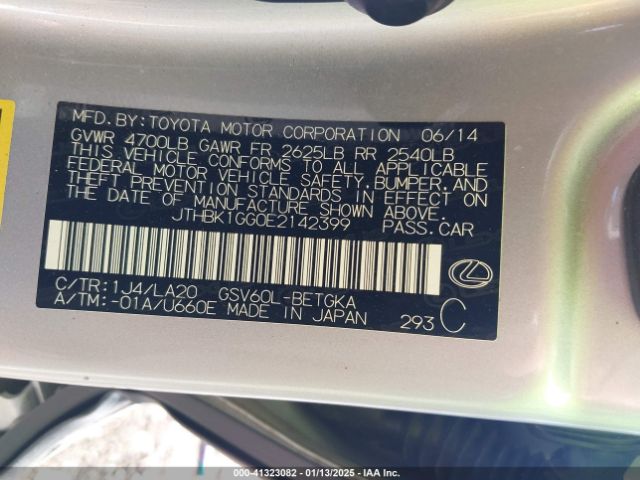 MFD. BY: TOYOTA MOTOR CORPORATION 06/14
GVWR 4700LB GAWR FR 2625LB RR 2540LB
THIS VEHICLE CONFORMS TO ALL APPLICABLE
FEDERAL MOTOR VEHICLE SAFETY, BUMPER, AND
THEFT PREVENTION STANDARDS IN EFFECT ON
THE DATE OF MANUFACTURE SHOWN ABOVE.
JTHBK1GG0E2142399 PASS. CAR
C/TR: 1J4/LA20 GSV60L-BETGKA
A/TM: -01A/U660E MADE IN JAPAN 293 C
000-41323082 - 01/13/2025 - IAA Inc.